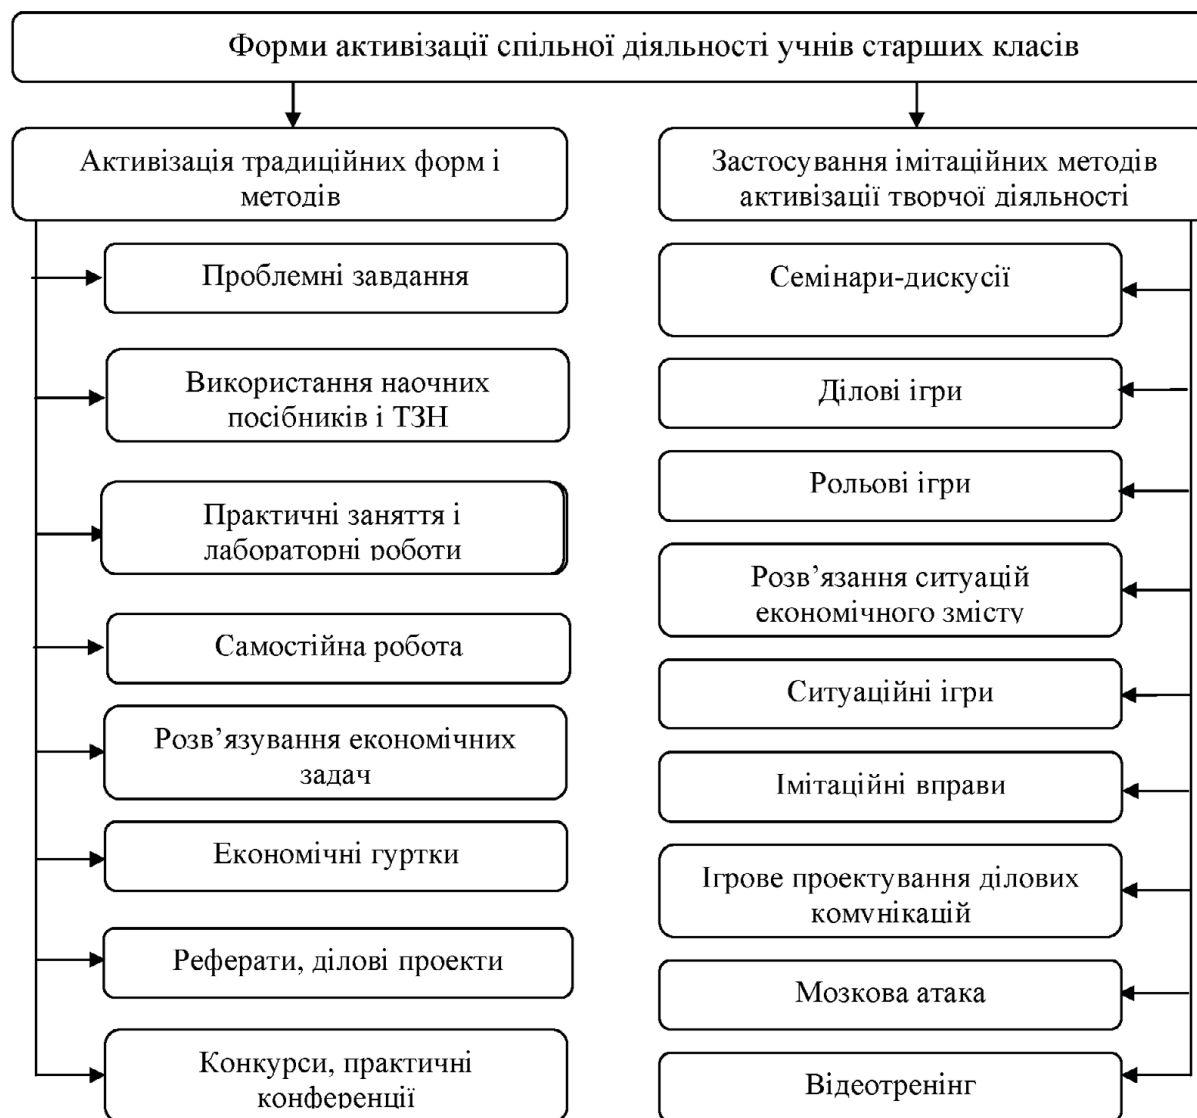 Форми активізації спільної діяльності учнів старших класів
Активізація традиційних форм і
методів
Проблемні завдання
Використання наочних
посібників і ТЗН
Практичні заняття і
лабораторні роботи
Самостійна робота
Розв’язування економічних
задач
Економічні гуртки
Реферати, ділові проекти
Конкурси, практичні
конференції
Застосування імітаційних методів
активізації творчої діяльності
Семінари-дискусії
Ділові ігри
Рольові ігри
Розв’язання ситуацій
економічного змісту
Ситуаційні ігри
Імітаційні вправи
Ігрове проектування ділових
комунікацій
Мозкова атака
Відеотренінг